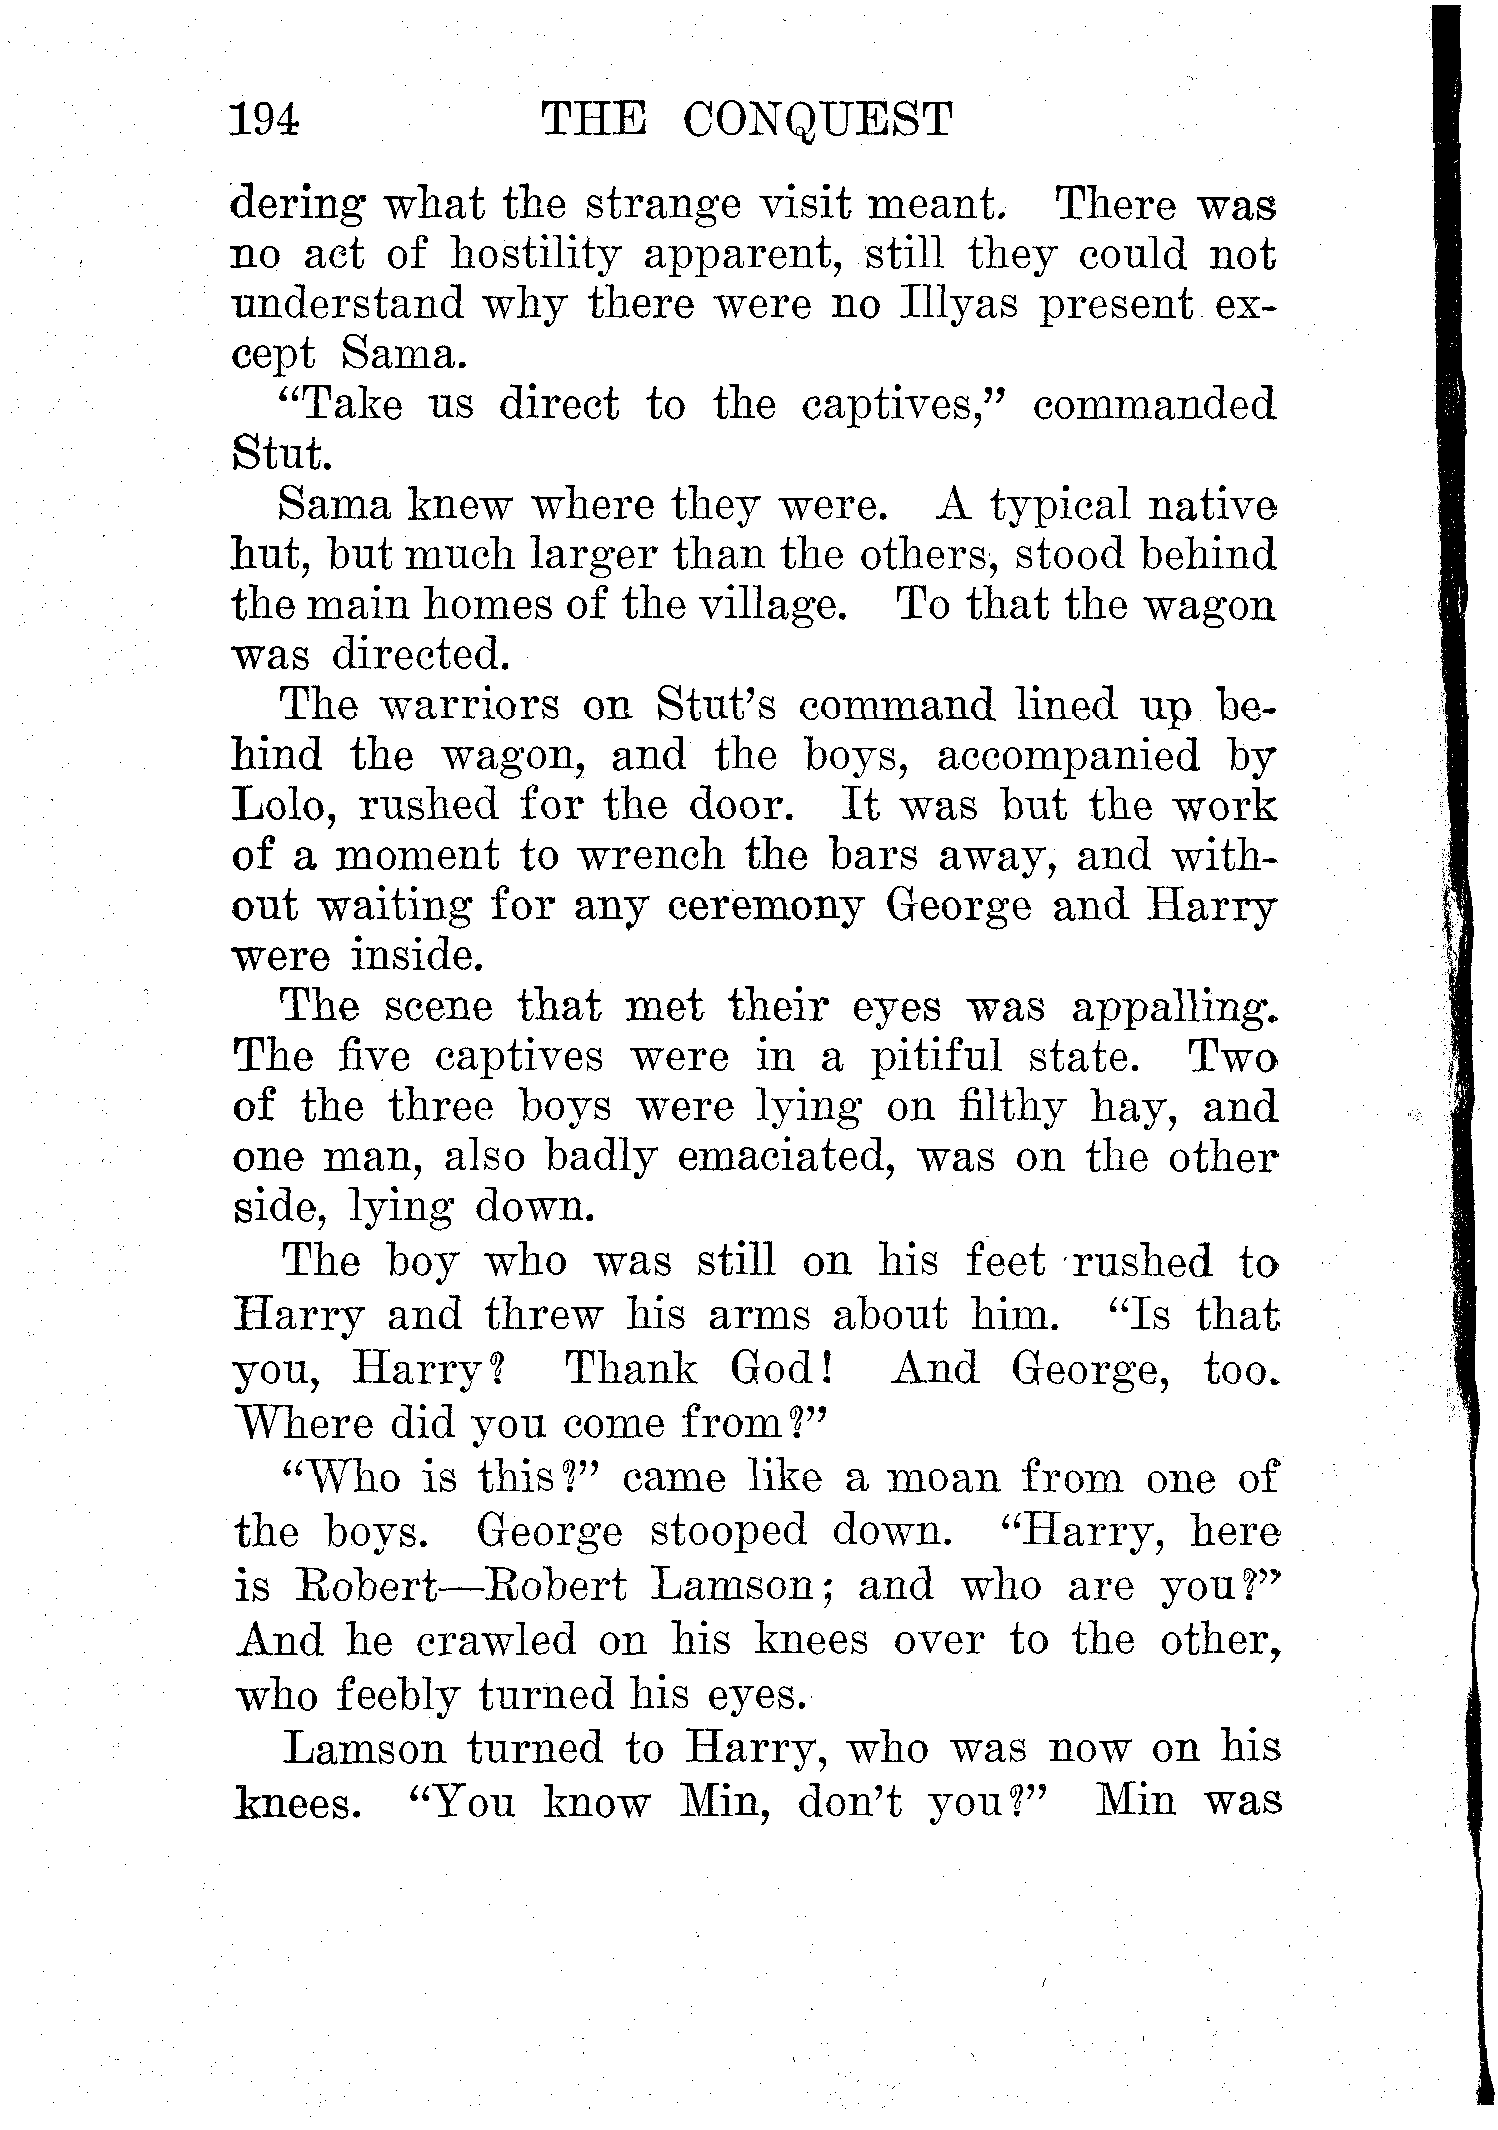 194 THE CONQUEST
dering what the strange visit meant. There was
no act of hostility apparent, still they could not
understand why there were no Illyas present ex-
cept Sama.
“Take us direct to the captives,” commanded
Stut.
Sama knew where they were. A typical native
hut, but much larger than the others, stood behind
the main homes of the village. To that the wagon
was directed.
The warriors on Stut’s command lined up be-
hind the wagon, and the boys, accompanied by
Lolo, rushed for the door. It was but the work
of a moment to wrench the bars away, and with-
out waiting for any ceremony George and Harry
were inside.
The scene that met their eyes was appalling.
The five captives were in a pitiful state. Two
of the three boys were lying on filthy hay, and
one man, also badly emaciated, was on the other
side, lying down.
The boy who was still on his feet rushed to
Harry and threw his arms about him. “Is that
you, Harry? Thank God! And George, too.
Where did you come from?”
“Who is this?” came like a moan from one of
the boys. George stooped down. “Harry, here
is Robert—Robert Lamson; and who are you?”
And he crawled on his knees over to the other,
who feebly turned his eyes.
Lamson turned to Harry, who was now on his
knees. “You know Min, don’t you?” Min was